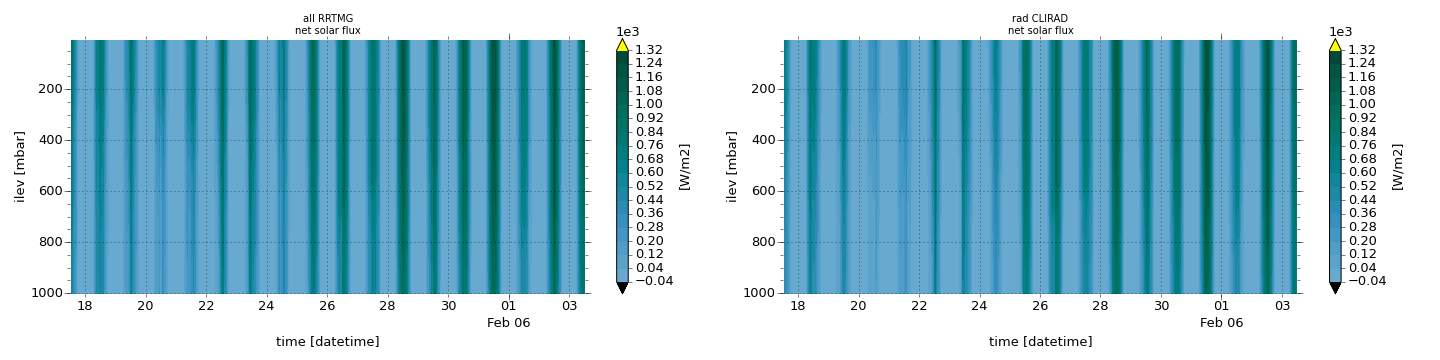 all RRTMG
net solar flux
1e3
1.32
1.24
1.16
1.08
1.00
0.92
0.84
0.76
0.68
0.60
0.52
0.44
0.36
0.28
0.20
0.12
0.04
−0.04
[W/m2]
ilev [mbar]
200
400
600
800
1000
18 20 22 24 26 28 30 01 03
Feb 06
time [datetime]
rad CLIRAD
net solar flux
1e3
1.32
1.24
1.16
1.08
1.00
0.92
0.84
0.76
0.68
0.60
0.52
0.44
0.36
0.28
0.20
0.12
0.04
−0.04
[W/m2]
ilev [mbar]
200
400
600
800
1000
18 20 22 24 26 28 30 01 03
Feb 06
time [datetime]